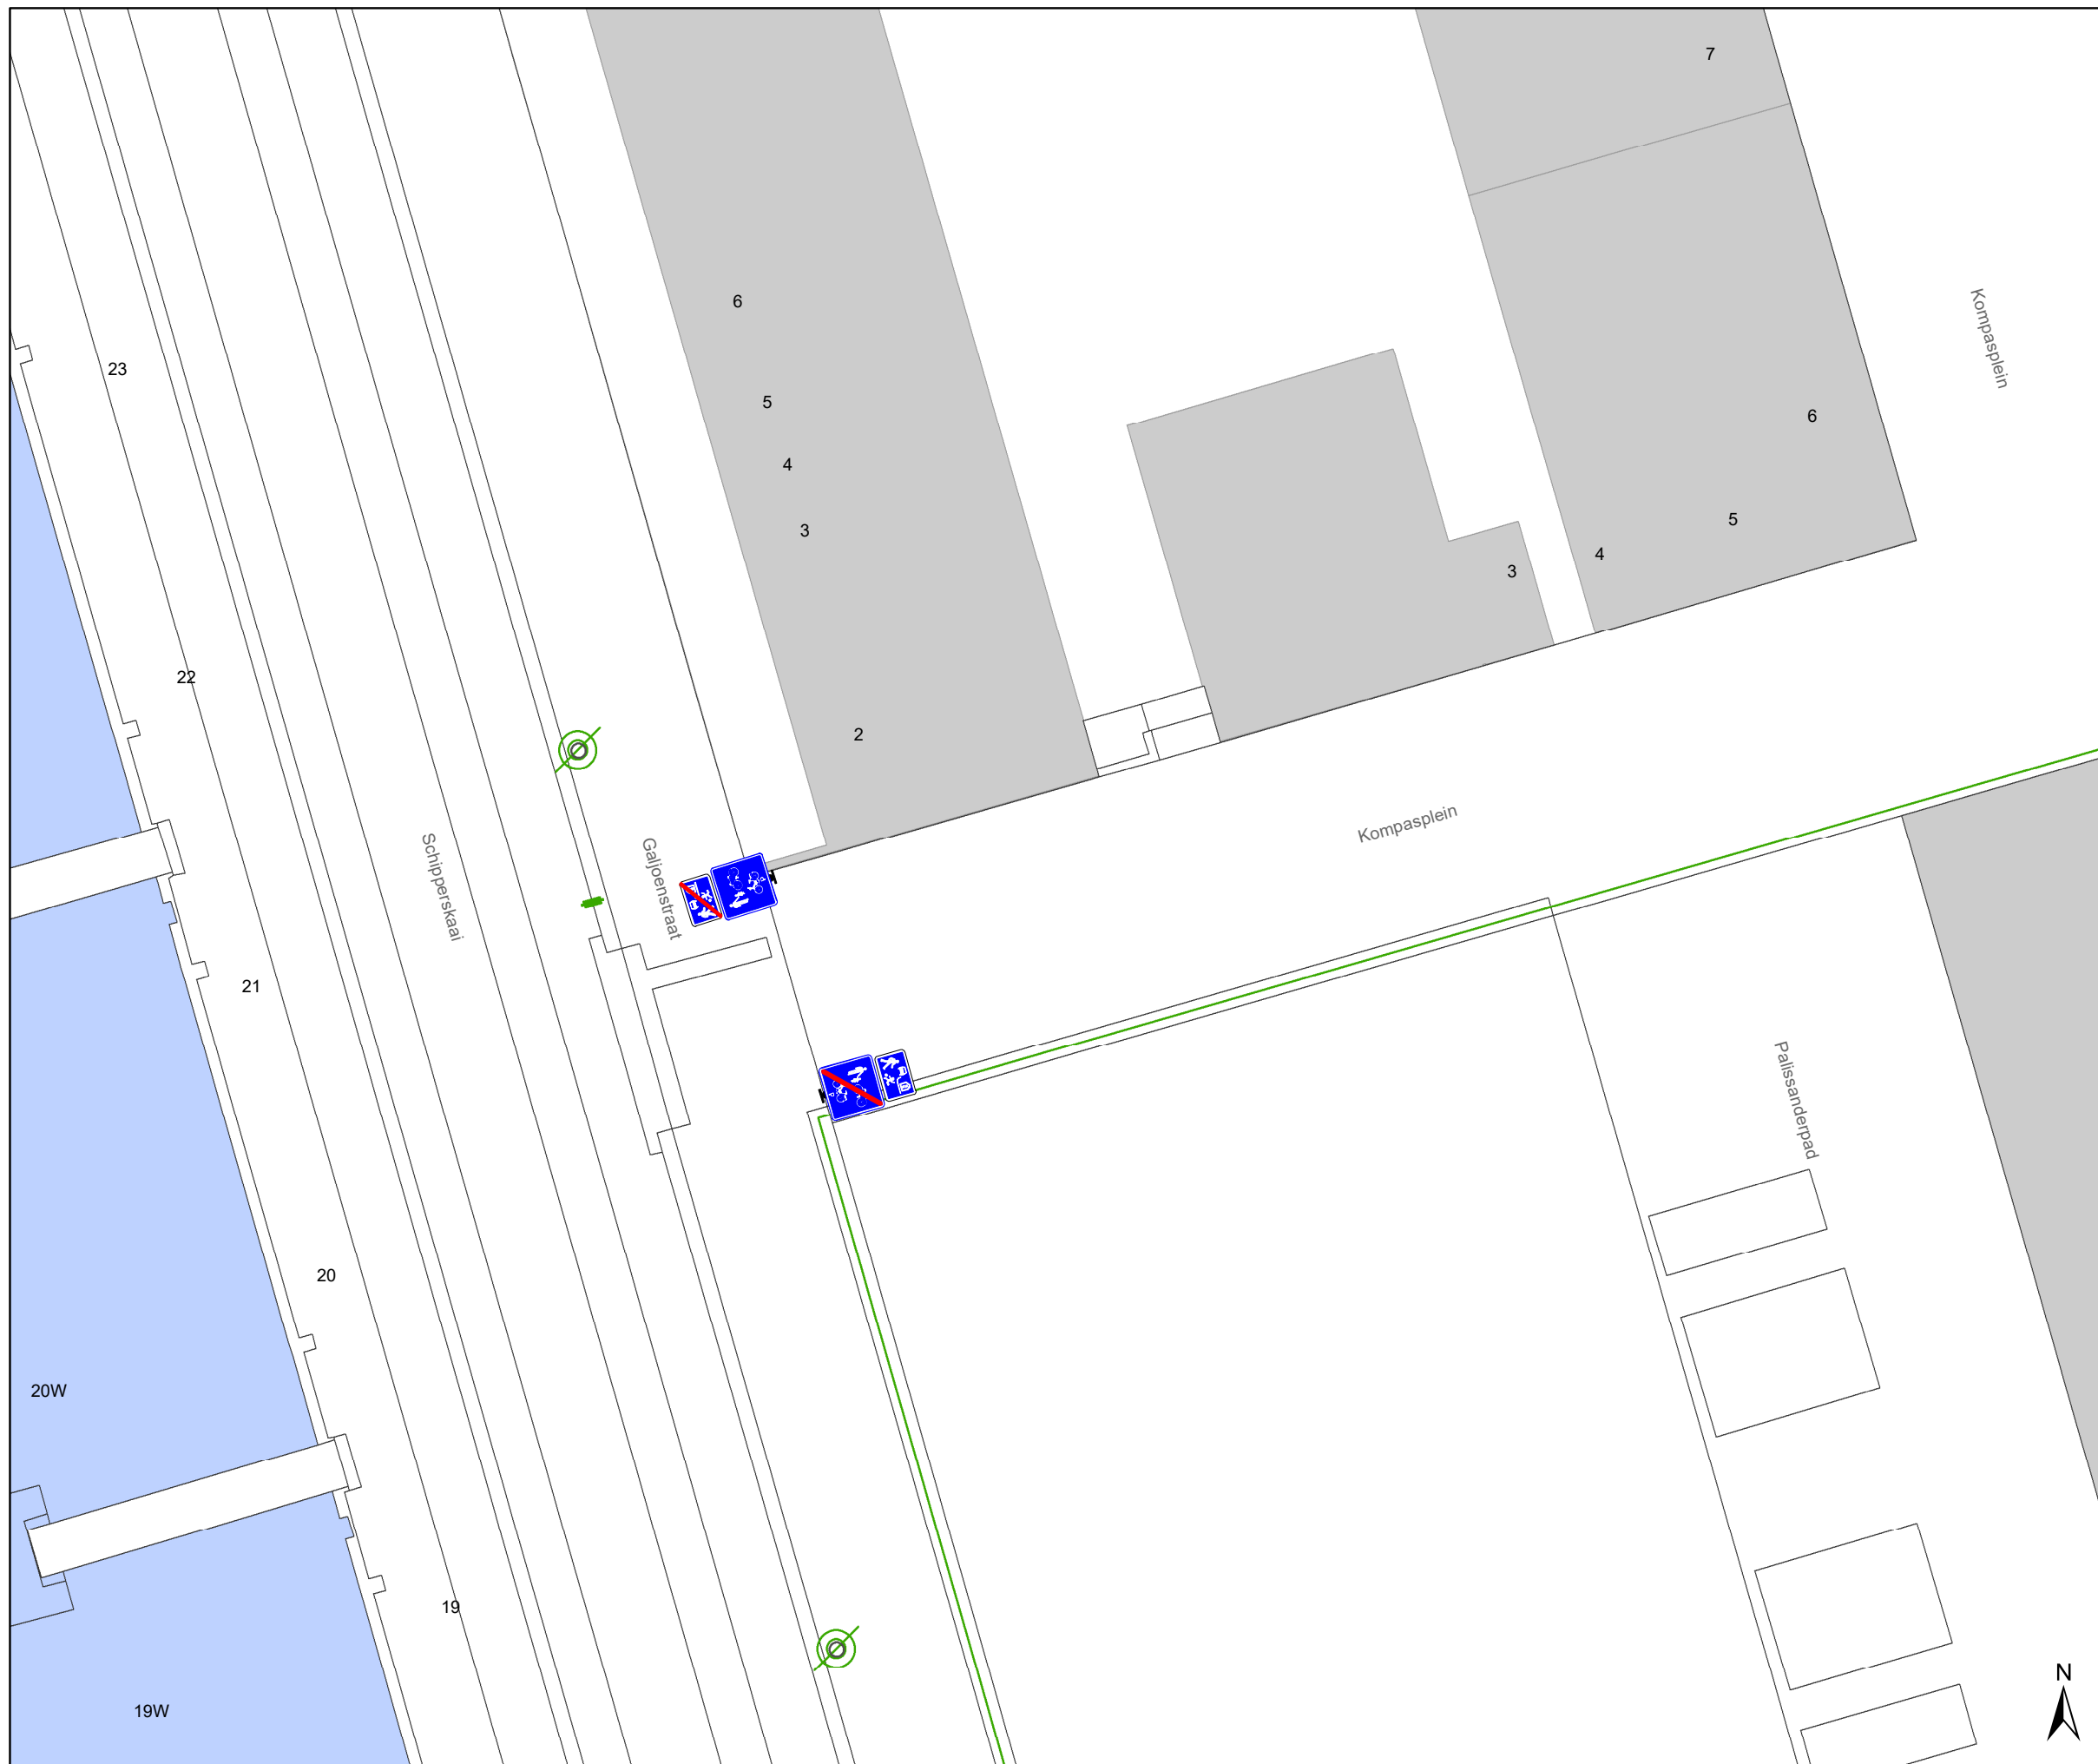 7
6
Kompasplein
23
5
6
4
5
3
4
3
22
2
Kompasplein
Schipperskaai
Galjoenstraat
21
Palissanderpad
20
20W
19
N
19W